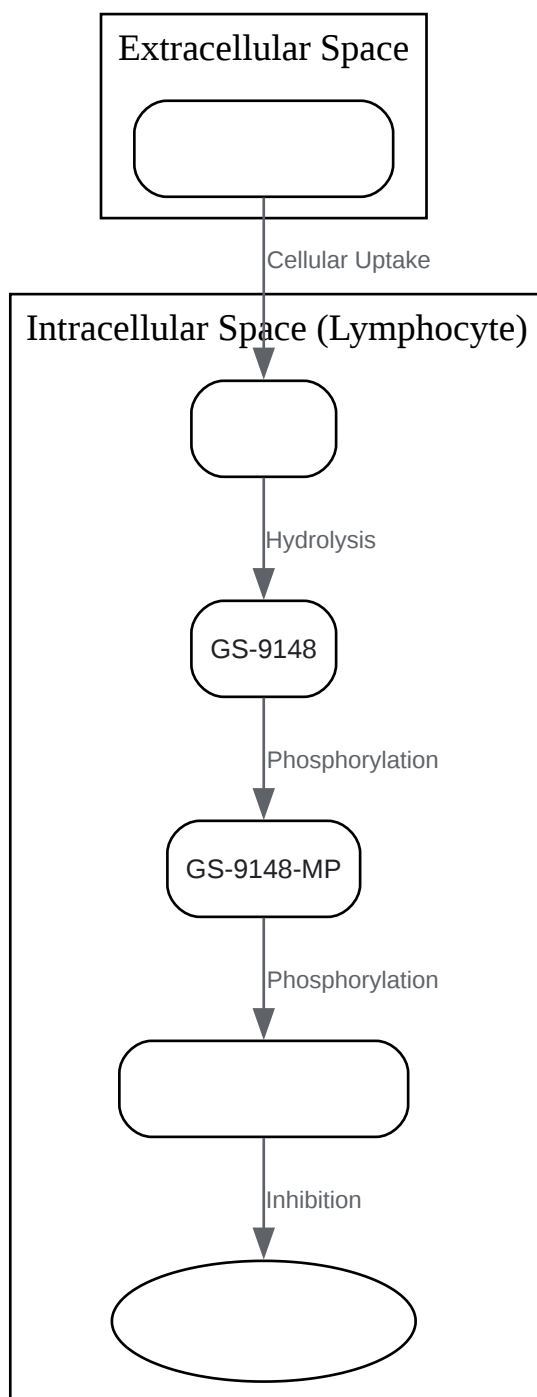 Extracellular Space
Cellular Uptake
Intracellular Space (Lymphocyte)
Hydrolysis
GS-9148
Phosphorylation
GS-9148-MP
Phosphorylation
Inhibition